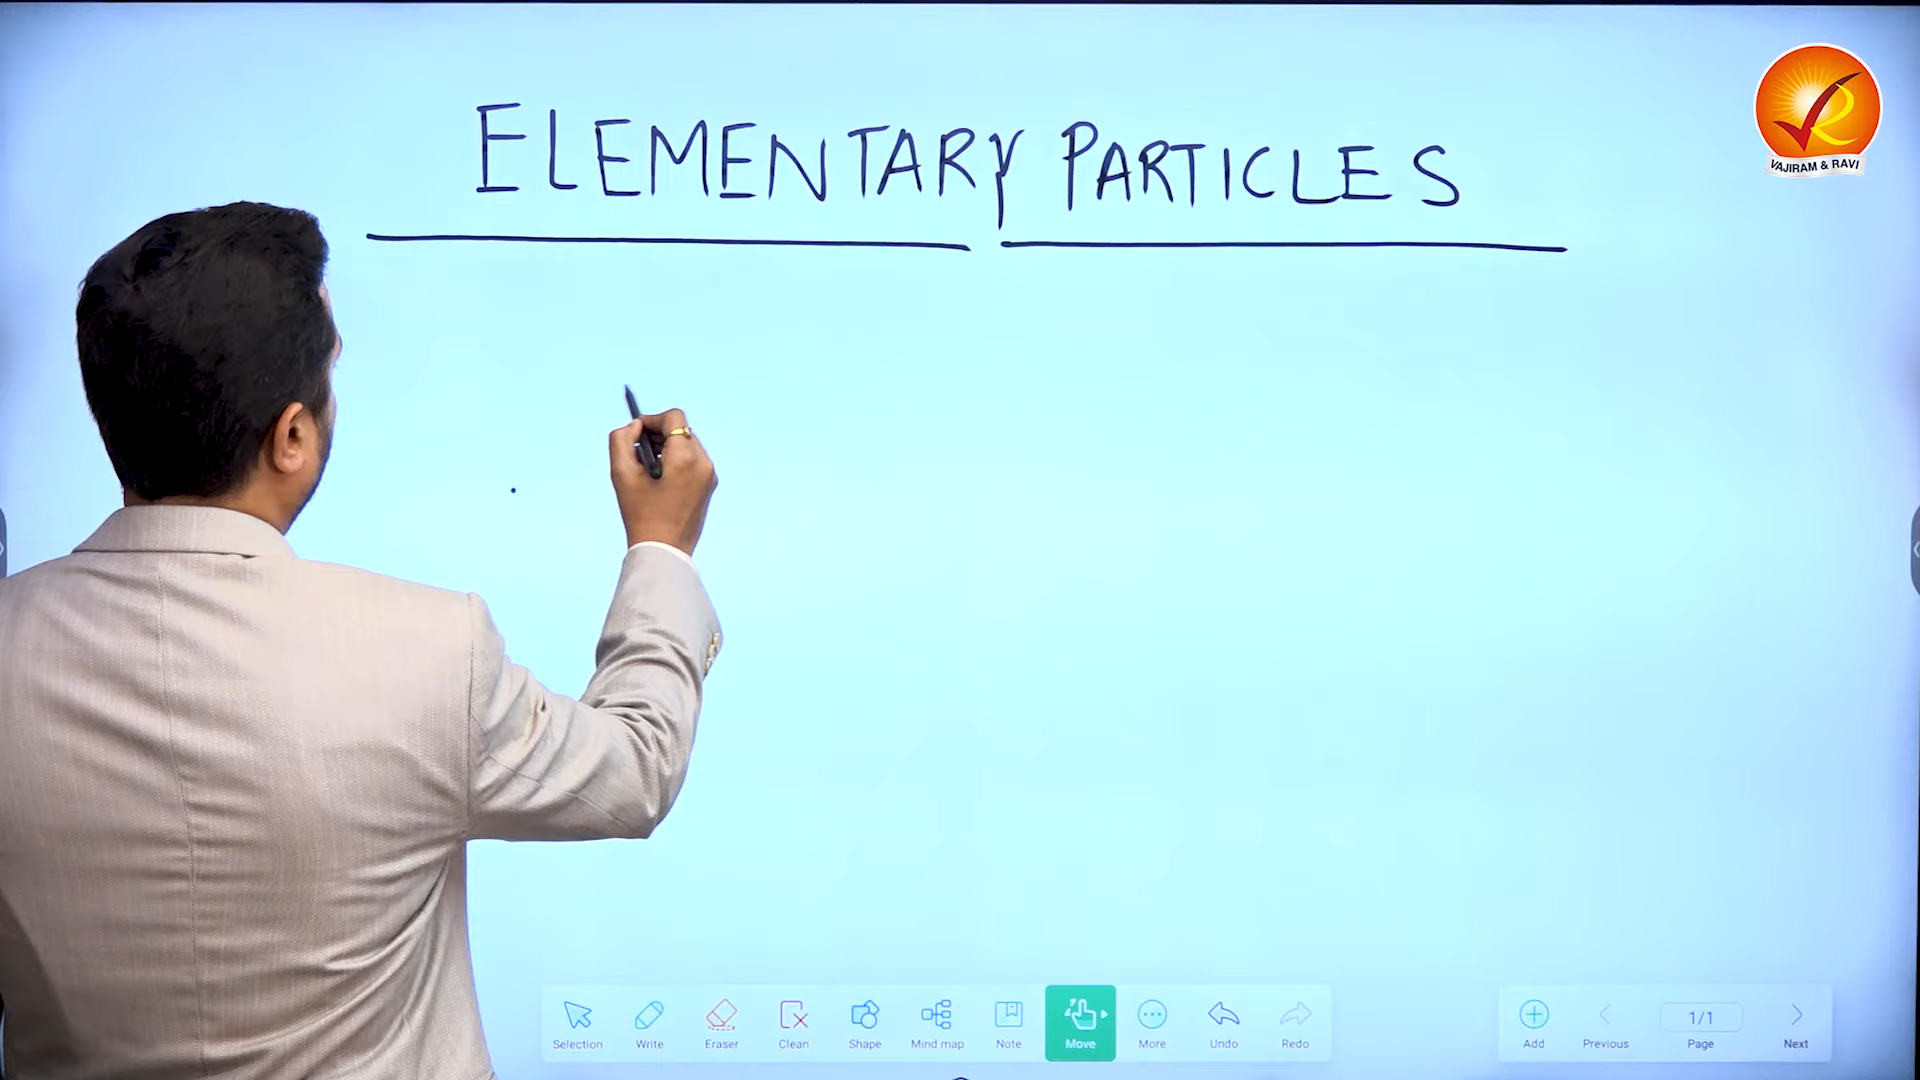 ELEMENTARY PARTICLES
VAJIRAM & RAVI
Selection
Write
Eraser
Clean
Shape
Mind map
Note
Move
More
Undo
Redo
Add
Previous
1/1
Page
Next